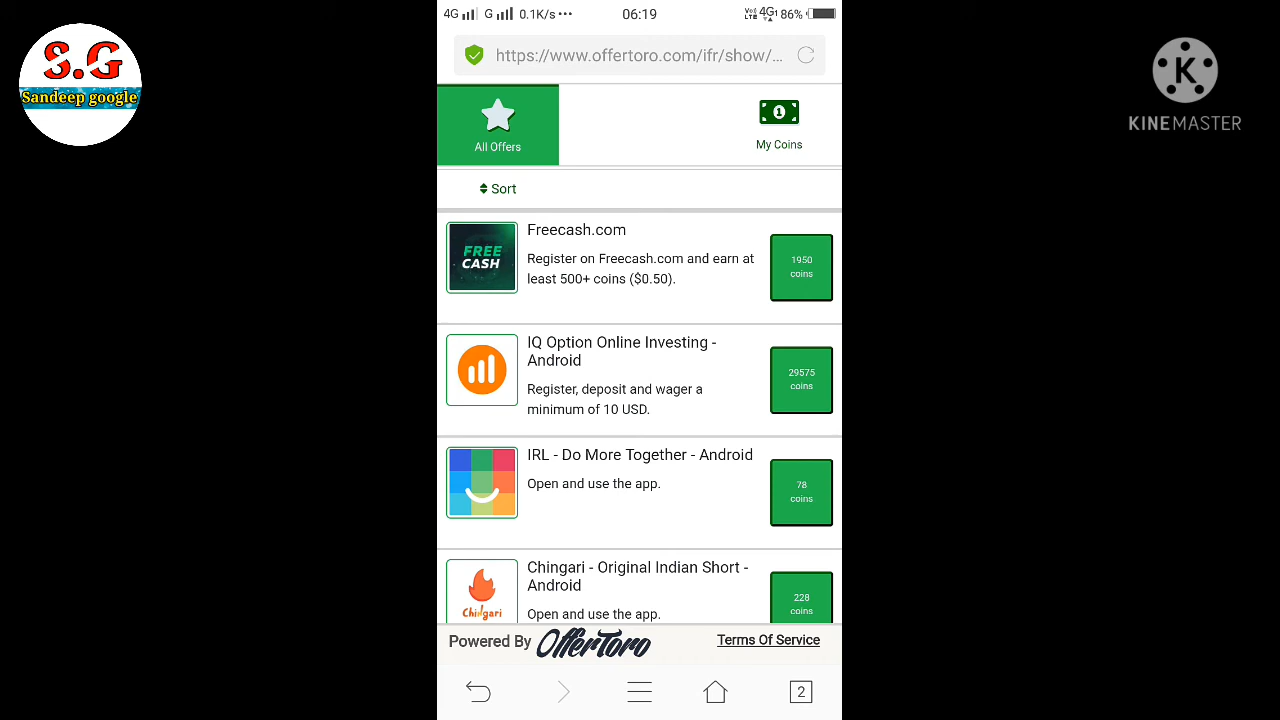 S.G
Sandeep google
4G G 0.1K/s ••• 06:19 VoLTE 4G1 86%
https://www.offertoro.com/ifr/show/...
All Offers
My Coins
Sort
Freecash.com
Register on Freecash.com and earn at
least 500+ coins ($0.50).
1950
coins
IQ Option Online Investing -
Android
Register, deposit and wager a
minimum of 10 USD.
29575
coins
IRL - Do More Together - Android
Open and use the app.
78
coins
Chingari - Original Indian Short -
Android
Open and use the app.
228
coins
FREE
CASH
Chingari
Powered By OfferToro
Terms Of Service
2
K
KINEMASTER